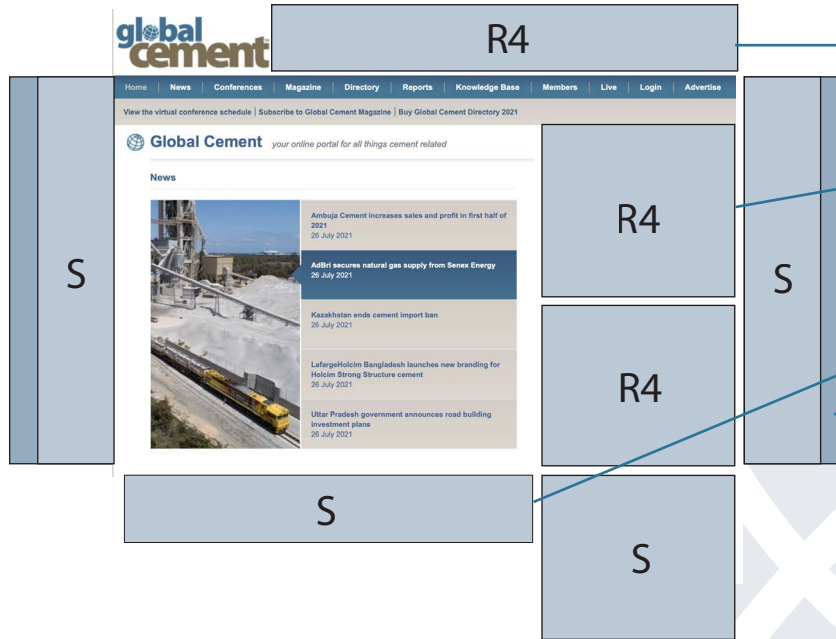 global
cement
R4
Home News Conferences Magazine Directory Reports Knowledge Base Members Live Login Advertise
View the virtual conference schedule | Subscribe to Global Cement Magazine | Buy Global Cement Directory 2021
Global Cement your online portal for all things cement related
News
Ambuja Cement increases sales and profit in first half of
2021
26 July 2021
AdBri secures natural gas supply from Senex Energy
26 July 2021
Kazakhstan ends cement import ban
26 July 2021
LafargeHolcim Bangladesh launches new branding for
Holcim Strong Structure cement
26 July 2021
Uttar Pradesh government announces road building
investment plans
26 July 2021
R4
R4
S
S
S
S